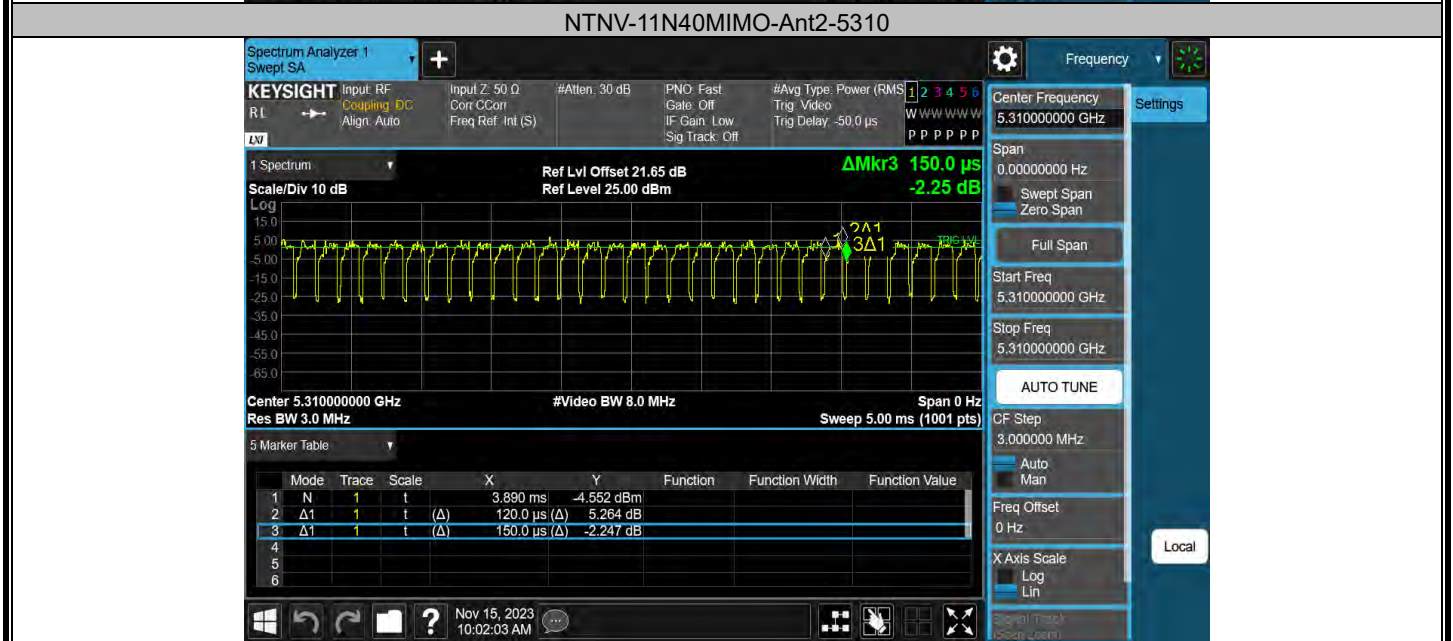 NTNV-11N40MIMO-Ant2-5310
Spectrum Analyzer 1
Swept SA
+
Frequency
KEYSIGHT
Input: RF
Coupling: DC
Align: Auto
Input Z: 50 Ω
Corr CCorr
Freq Ref: Int (S)
#Atten: 30 dB
PNO: Fast
Gate: Off
IF Gain: Low
Sig Track: Off
#Avg Type: Power (RMS
Trig: Video
Trig Delay: -50.0 µs
1 2 3 4 5 6
W W W W W W
P P P P P P
LXI
Center Frequency
5.310000000 GHz
Settings
1 Spectrum
Ref Lvl Offset 21.65 dB
ΔMkr3 150.0 µs
Scale/Div 10 dB
Ref Level 25.00 dBm
-2.25 dB
Span
0.00000000 Hz
Swept Span
Zero Span
Log
15.0
5.00
-5.00
-15.0
-25.0
-35.0
-45.0
-55.0
-65.0
2Δ1
3Δ1
TRIG LVL
Full Span
Start Freq
5.310000000 GHz
Stop Freq
5.310000000 GHz
AUTO TUNE
Center 5.310000000 GHz
#Video BW 8.0 MHz
Span 0 Hz
Res BW 3.0 MHz
Sweep 5.00 ms (1001 pts)
CF Step
3.000000 MHz
Auto
Man
5 Marker Table
Mode Trace Scale X Y Function Function Width Function Value
1 N 1 t 3.890 ms -4.552 dBm
2 Δ1 1 t (Δ) 120.0 µs (Δ) 5.264 dB
3 Δ1 1 t (Δ) 150.0 µs (Δ) -2.247 dB
4
5
6
Freq Offset
0 Hz
Local
X Axis Scale
Log
Lin
?
Nov 15, 2023
10:02:03 AM